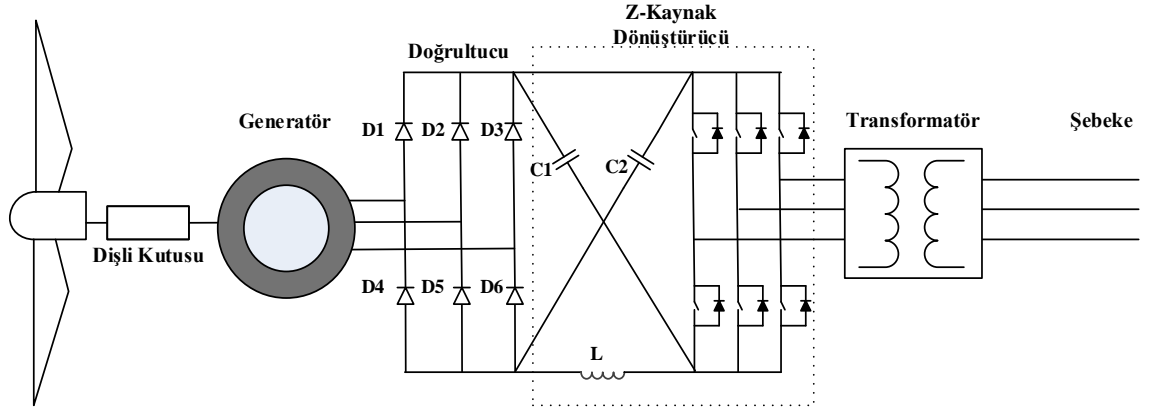 Z-Kaynak
Dönüştürücü
Doğrultucu
Generatör
D1
D2
D3
Transformatör
Şebeke
C1
C2
Dişli Kutusu
D4
D5
D6
L